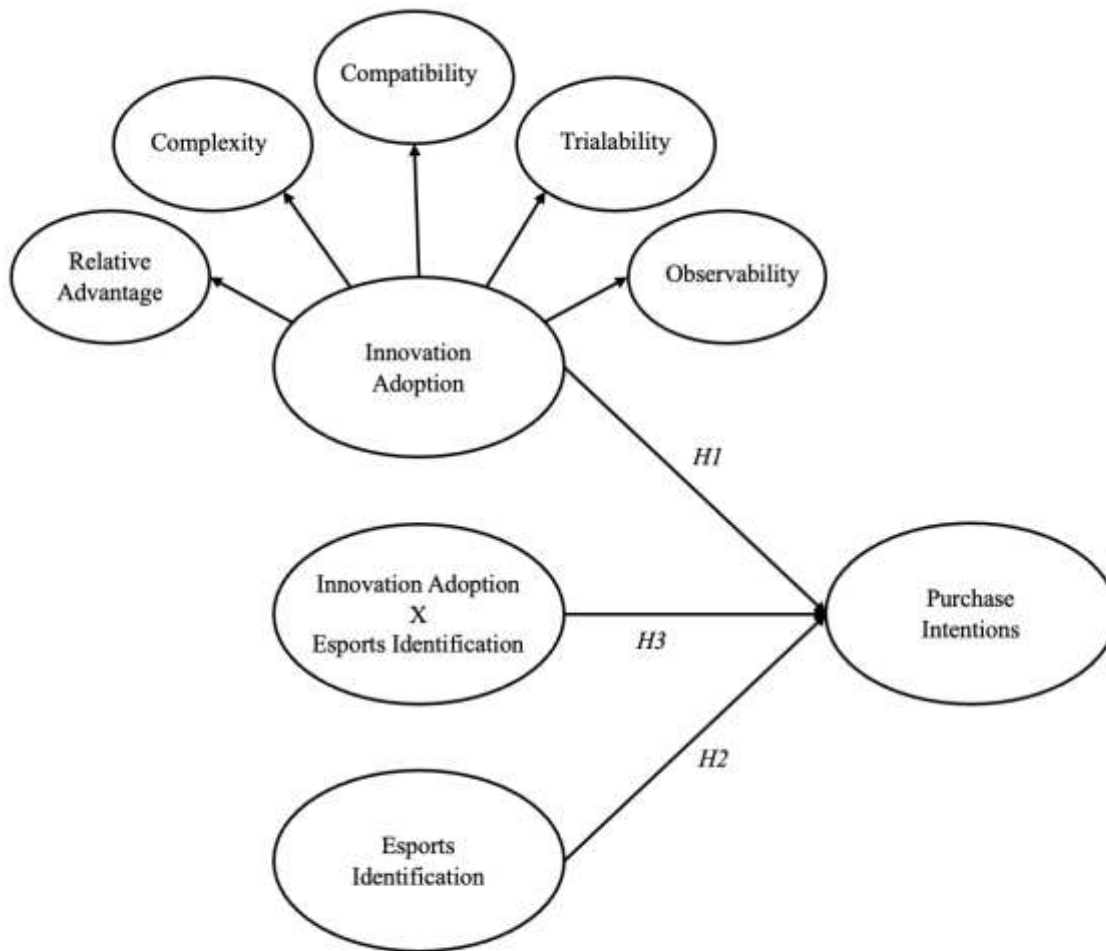 Compatibility
Complexity
Trialability
Relative
Advantage
Observability
Innovation
Adoption
H1
Innovation Adoption
X
Esports Identification
H3
Purchase
Intentions
H2
Esports
Identification